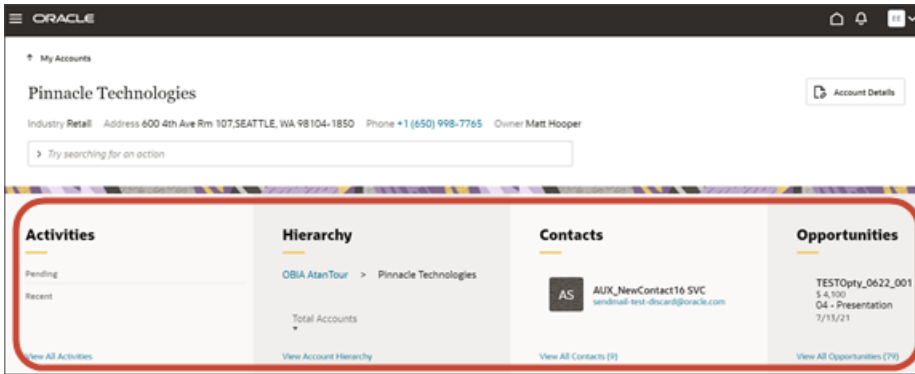 ORACLE
My Accounts
Pinnacle Technologies
Account Details
Industry Retail Address 600 4th Ave Rm 107,SEATTLE, WA 98104-1850 Phone +1 (650) 998-7765 Owner Matt Hooper
Try searching for an action
Activities
Pending
Recent
View All Activities
Hierarchy
OBIA AtanTour > Pinnacle Technologies
Total Accounts
View Account Hierarchy
Contacts
AS
AUX_NewContact16 SVC
sendmail-test-discard@oracle.com
View All Contacts (9)
Opportunities
TESTOpty_0622_001
$ 4,100
04 - Presentation
7/13/21
View All Opportunities (79)